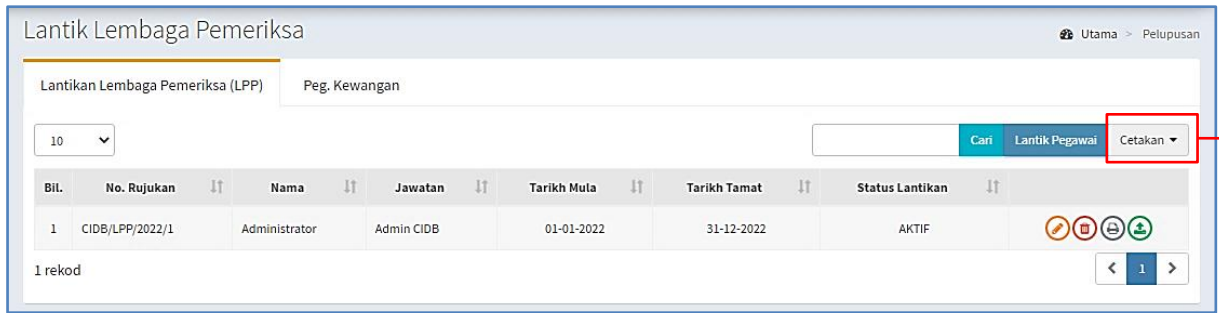 Lantik Lembaga Pemeriksa
Utama > Pelupusan
Lantikan Lembaga Pemeriksa (LPP) Peg. Kewangan
10 Cari Lantik Pegawai Cetakan
Bil. No. Rujukan Nama Jawatan Tarikh Mula Tarikh Tamat Status Lantikan
1 CIDB/LPP/2022/1 Administrator Admin CIDB 01-01-2022 31-12-2022 AKTIF
1 rekod < 1 >